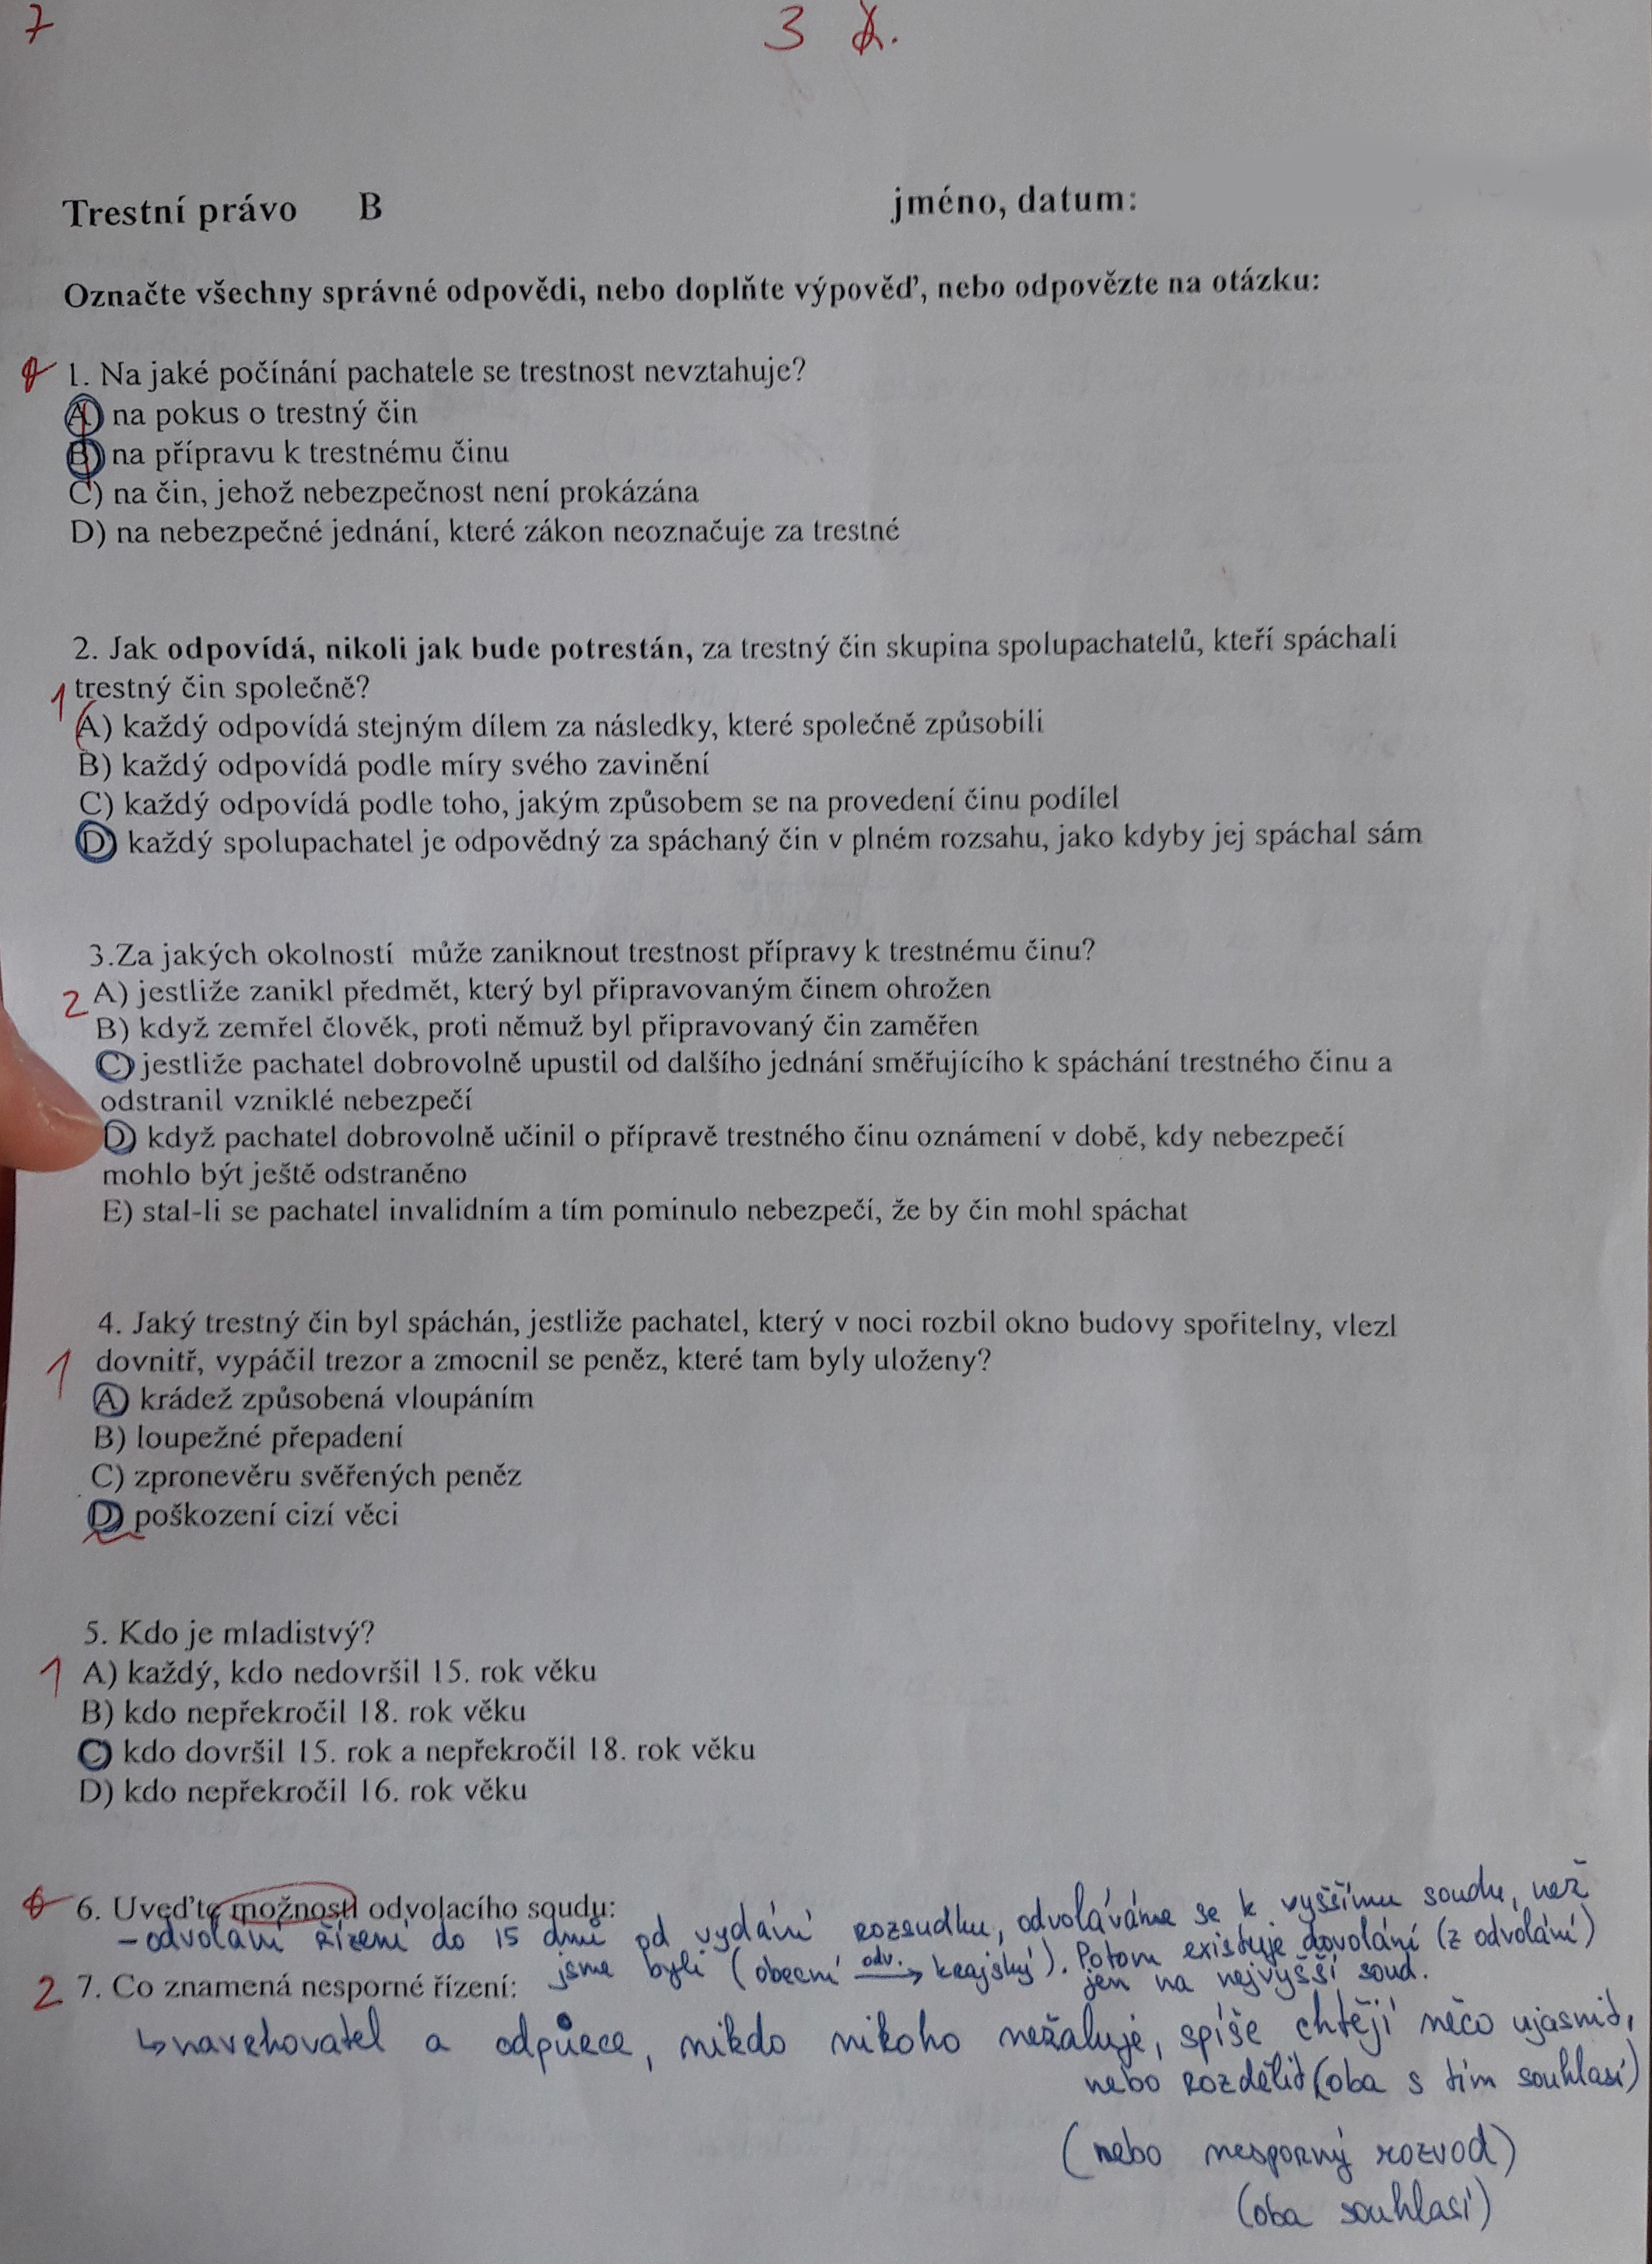 7 3
Trestní právo B jméno, datum:
Označte všechny správné odpovědi, nebo doplňte výpověď, nebo odpovězte na otázku:
1. Na jaké počínání pachatele se trestnost nevztahuje?
A) na pokus o trestný čin
B) na přípravu k trestnému činu
C) na čin, jehož nebezpečnost není prokázána
D) na nebezpečné jednání, které zákon neoznačuje za trestné
2. Jak odpovídá, nikoli jak bude potrestán, za trestný čin skupina spolupachatelů, kteří spáchali
1 trestný čin společně?
A) každý odpovídá stejným dílem za následky, které společně způsobili
B) každý odpovídá podle míry svého zavinění
C) každý odpovídá podle toho, jakým způsobem se na provedení činu podílel
D) každý spolupachatel je odpovědný za spáchaný čin v plném rozsahu, jako kdyby jej spáchal sám
3.Za jakých okolností může zaniknout trestnost přípravy k trestnému činu?
2 A) jestliže zanikl předmět, který byl připravovaným činem ohrožen
B) když zemřel člověk, proti němuž byl připravovaný čin zaměřen
C) jestliže pachatel dobrovolně upustil od dalšího jednání směřujícího k spáchání trestného činu a
odstranil vzniklé nebezpečí
D) když pachatel dobrovolně učinil o přípravě trestného činu oznámení v době, kdy nebezpečí
mohlo být ještě odstraněno
E) stal-li se pachatel invalidním a tím pominulo nebezpečí, že by čin mohl spáchat
4. Jaký trestný čin byl spáchán, jestliže pachatel, který v noci rozbil okno budovy spořitelny, vlezl
1 dovnitř, vypáčil trezor a zmocnil se peněz, které tam byly uloženy?
A) krádež způsobená vloupáním
B) loupežné přepadení
C) zpronevěru svěřených peněz
D) poškození cizí věci
5. Kdo je mladistvý?
1 A) každý, kdo nedovršil 15. rok věku
B) kdo nepřekročil 18. rok věku
C) kdo dovršil 15. rok a nepřekročil 18. rok věku
D) kdo nepřekročil 16. rok věku
6. Uveďte možnosti odvolacího soudu:
– odvolání řízení do 15 dnů od vydání rozsudku, odvoláváme se k vyššímu soudu, než
jsme byli (obecní odv. → krajský). Potom existuje dovolání (z odvolání)
jen na nejvyšší soud.
2 7. Co znamená nesporné řízení:
↳ navrhovatel a odpůrce, nikdo nikoho nežaluje, spíše chtějí něco ujasnit,
nebo rozdělit (oba s tím souhlasí)
(nebo nesporný rozvod)
(oba souhlasí)